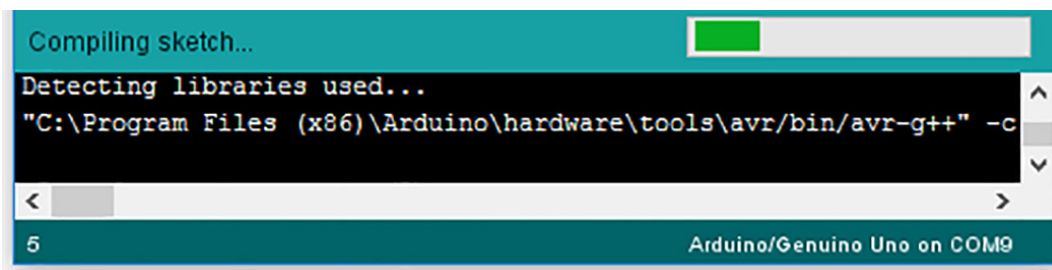 Compiling sketch...
Detecting libraries used...
"C:\Program Files (x86)\Arduino\hardware\tools\avr/bin/avr-g++" -c
5
Arduino/Genuino Uno on COM9